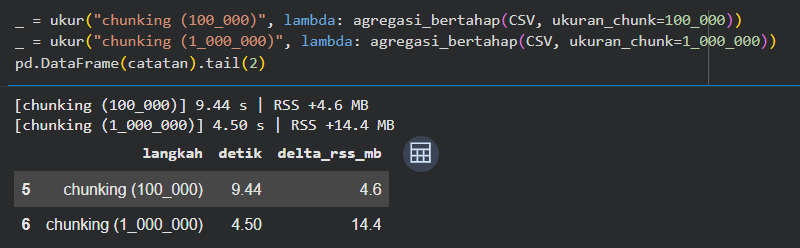 _ = ukur("chunking (100_000)", lambda: agregasi_bertahap(CSV, ukuran_chunk=100_000))
_ = ukur("chunking (1_000_000)", lambda: agregasi_bertahap(CSV, ukuran_chunk=1_000_000))
pd.DataFrame(catatan).tail(2)
[chunking (100_000)] 9.44 s | RSS +4.6 MB
[chunking (1_000_000)] 4.50 s | RSS +14.4 MB
langkah detik delta_rss_mb
5 chunking (100_000) 9.44 4.6
6 chunking (1_000_000) 4.50 14.4